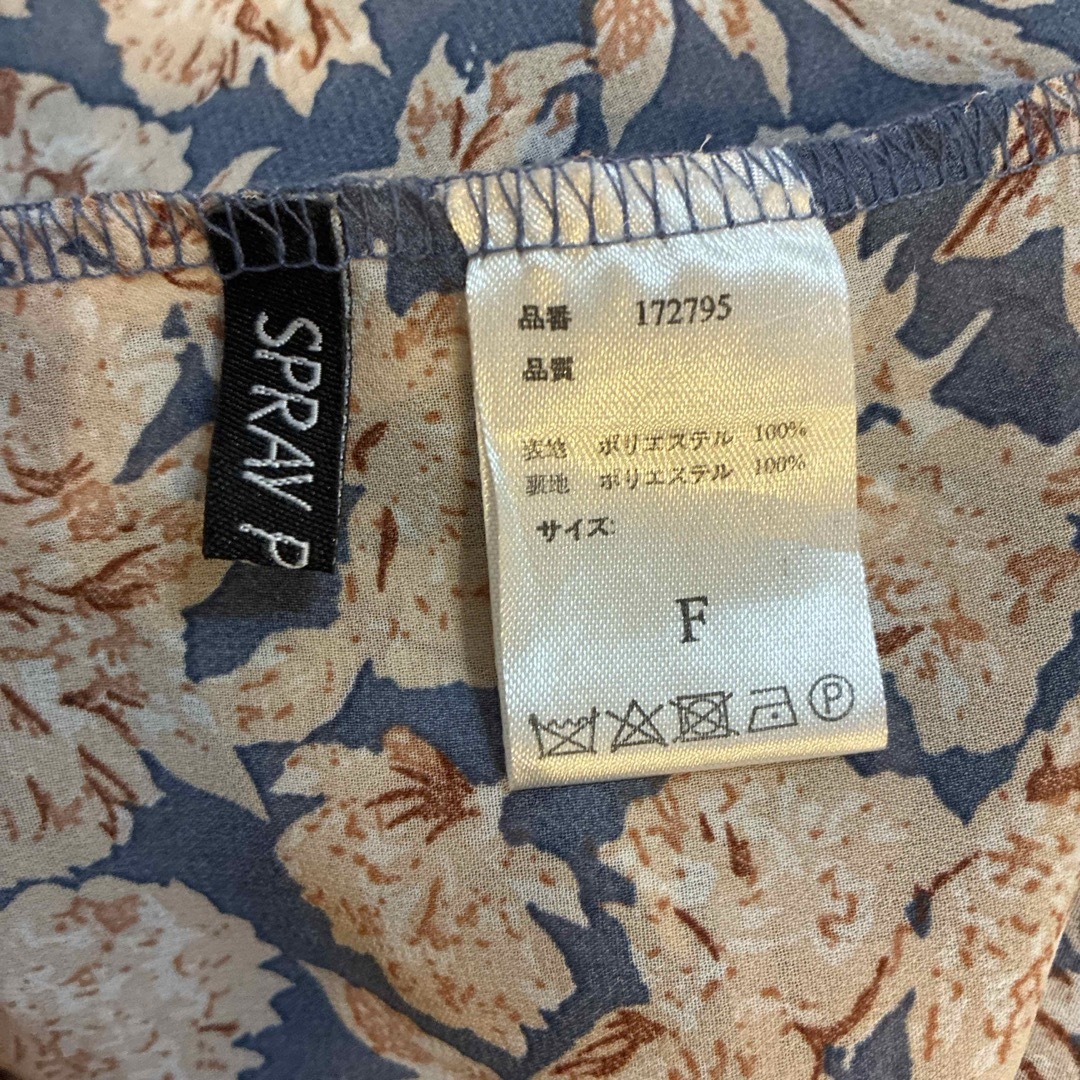 SPRAV P
品番 172795
品質
表地 ポリエステル 100%
裏地 ポリエステル 100%
サイズ:
F
P